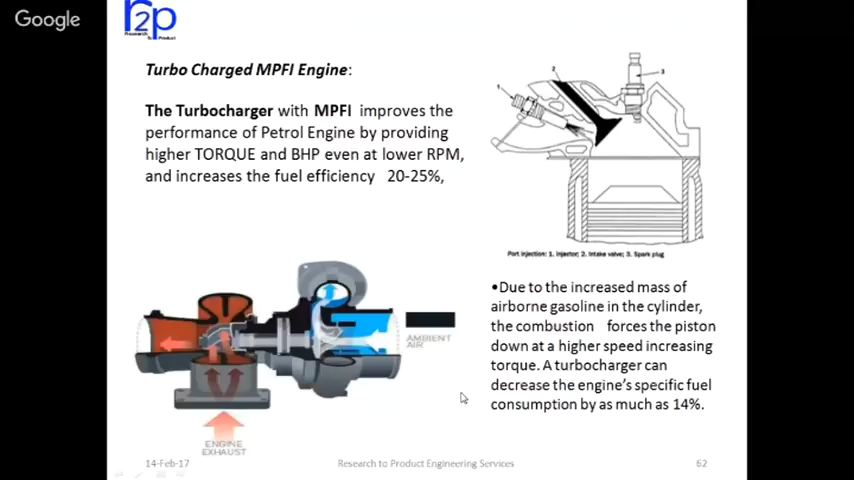 Google
r2p
Research
To Product
Turbo Charged MPFI Engine:
The Turbocharger with MPFI improves the
performance of Petrol Engine by providing
higher TORQUE and BHP even at lower RPM,
and increases the fuel efficiency 20-25%,
1
2
3
Port injection: 1. Injector; 2. Intake valve; 3. Spark plug
•Due to the increased mass of
airborne gasoline in the cylinder,
the combustion forces the piston
down at a higher speed increasing
torque. A turbocharger can
decrease the engine's specific fuel
consumption by as much as 14%.
AMBIENT
AIR
ENGINE
EXHAUST
14-Feb-17
Research to Product Engineering Services
62